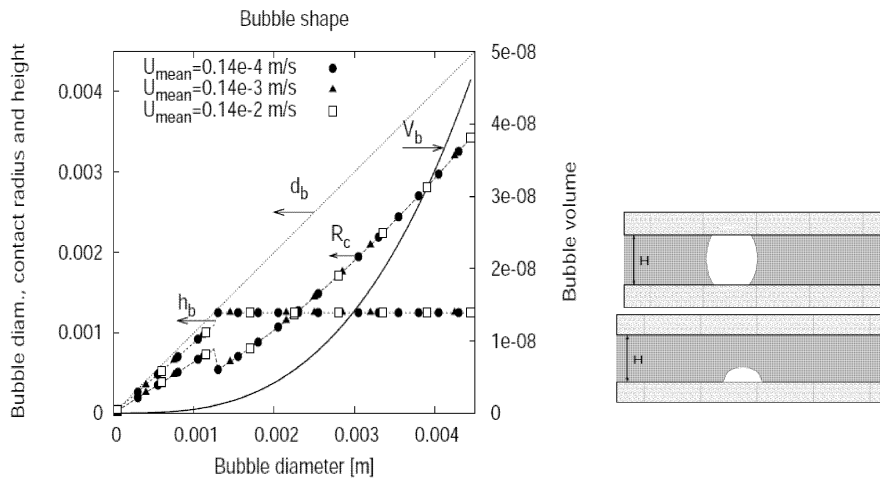 Bubble shape
Bubble diam., contact radius and height
0.004
0.003
0.002
0.001
0
U_mean=0.14e-4 m/s
U_mean=0.14e-3 m/s
U_mean=0.14e-2 m/s
V_b
d_b
R_c
h_b
5e-08
4e-08
3e-08
2e-08
1e-08
0
Bubble volume
0 0.001 0.002 0.003 0.004
Bubble diameter [m]
H
H